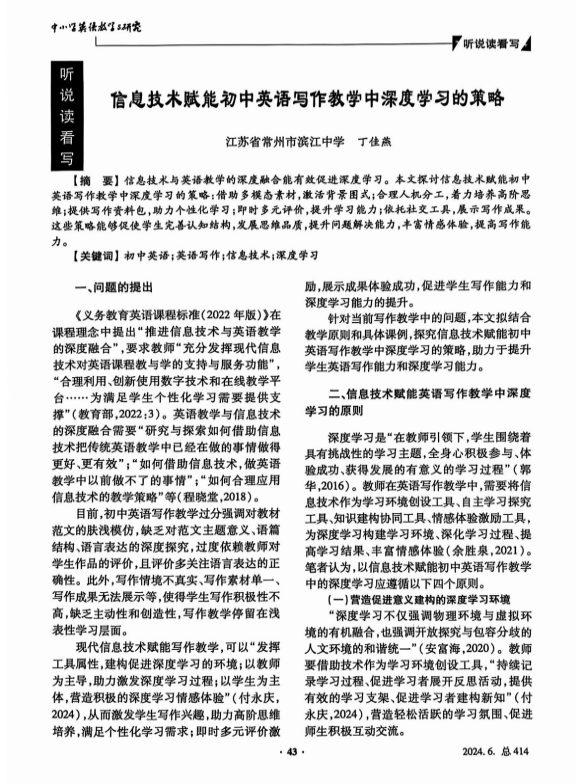 中小学英语教学与研究
听说读看写
听说读看写
信息技术赋能初中英语写作教学中深度学习的策略
江苏省常州市滨江中学 丁佳燕
【摘 要】信息技术与英语教学的深度融合能有效促进深度学习。本文探讨信息技术赋能初中
英语写作教学中深度学习的策略:借助多模态素材,激活背景图式;合理人机分工,着力培养高阶思
维;提供写作资料包,助力个性化学习;即时多元评价,提升学习能力;依托社交工具,展示写作成果。
这些策略能够促使学生完善认知结构,发展思维品质,提升问题解决能力,丰富情感体验,提高写作能
力。
【关键词】初中英语;英语写作;信息技术;深度学习
一、问题的提出
《义务教育英语课程标准(2022 年版)》在
课程理念中提出“推进信息技术与英语教学
的深度融合”,要求教师“充分发挥现代信息
技术对英语课程教与学的支持与服务功能”,
“合理利用、创新使用数字技术和在线教学平
台……为满足学生个性化学习需要提供支
撑”(教育部,2022:3)。英语教学与信息技术
的深度融合需要“研究与探索如何借助信息
技术把传统英语教学中已经在做的事情做得
更好、更有效”;“如何借助信息技术,做英语
教学中以前做不了的事情”;“如何合理应用
信息技术的教学策略”等(程晓堂,2018)。
目前,初中英语写作教学过分强调对教材
范文的肤浅模仿,缺乏对范文主题意义、语篇
结构、语言表达的深度探究,过度依赖教师对
学生作品的评价,且评价多关注语言表达的正
确性。此外,写作情境不真实、写作素材单一、
写作成果无法展示等,使得学生写作积极性不
高,缺乏主动性和创造性,写作教学停留在浅
表性学习层面。
现代信息技术赋能写作教学,可以“发挥
工具属性,建构促进深度学习的环境;以教师
为主导,助力激发深度学习过程;以学生为主
体,营造积极的深度学习情感体验”(付永庆,
2024),从而激发学生写作兴趣,助力高阶思维
培养,满足个性化学习需求;即时多元评价激
励,展示成果体验成功,促进学生写作能力和
深度学习能力的提升。
针对当前写作教学中的问题,本文拟结合
教学原则和具体课例,探究信息技术赋能初中
英语写作教学中深度学习的策略,助力于提升
学生英语写作能力和深度学习能力。
二、信息技术赋能英语写作教学中深度
学习的原则
深度学习是“在教师引领下,学生围绕着
具有挑战性的学习主题,全身心积极参与、体
验成功、获得发展的有意义的学习过程”(郭
华,2016)。教师在英语写作教学中,需要将信
息技术作为学习环境创设工具、自主学习探究
工具、知识建构协同工具、情感体验激励工具,
为深度学习构建学习环境、深化学习过程、提
高学习结果、丰富情感体验(余胜泉,2021)。
笔者认为,以信息技术赋能初中英语写作教学
中的深度学习应遵循以下四个原则。
(一)营造促进意义建构的深度学习环境
“深度学习不仅强调物理环境与虚拟环
境的有机融合,也强调开放探究与包容分歧的
人文环境的和谐统一”(安富海,2020)。教师
要借助技术作为学习环境创设工具,“持续记
录学习过程、促进学习者展开反思活动,提供
有效的学习支架、促进学习者建构新知”(付
永庆,2024),营造轻松活跃的学习氛围、促进
师生积极互动交流。
· 43 ·
2024.6. 总 414